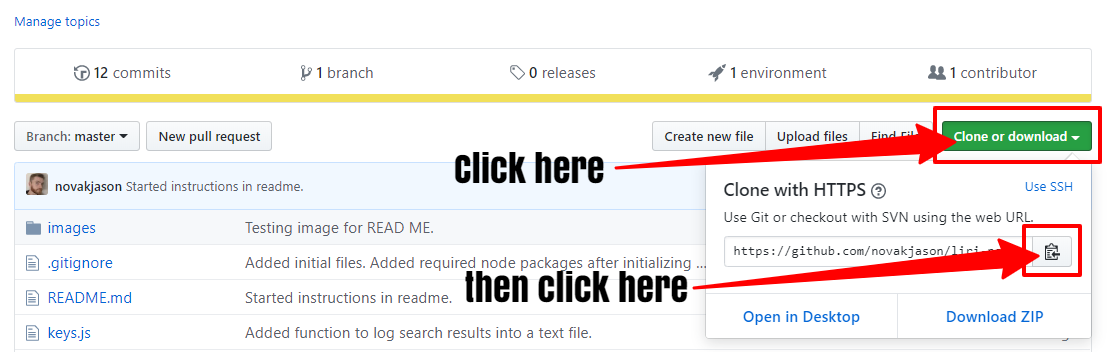 Manage topics
12 commits 1 branch 0 releases 1 environment 1 contributor
Branch: master New pull request Create new file Upload files Find Clone or download
Click here
novakjason Started instructions in readme.
Clone with HTTPS Use SSH
Use Git or checkout with SVN using the web URL.
images Testing image for READ ME.
https://github.com/novakjason/liri
.gitignore Added initial files. Added required node packages after initializing ...
then click here
README.md Started instructions in readme.
Open in Desktop Download ZIP
keys.js Added function to log search results into a text file.